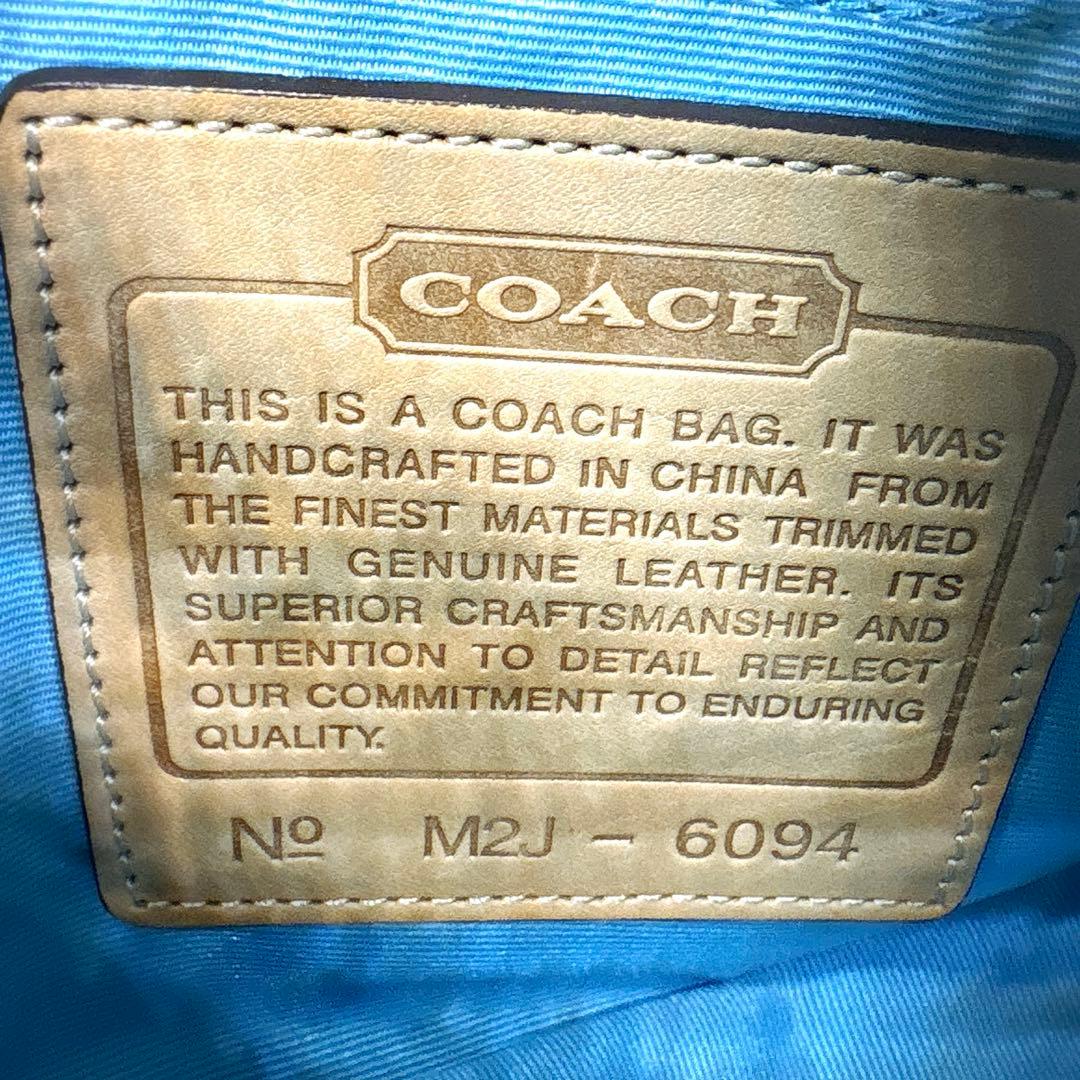 COACH
THIS IS A COACH BAG. IT WAS
HANDCRAFTED IN CHINA FROM
THE FINEST MATERIALS TRIMMED
WITH GENUINE LEATHER. ITS
SUPERIOR CRAFTSMANSHIP AND
ATTENTION TO DETAIL REFLECT
OUR COMMITMENT TO ENDURING
QUALITY.
Nº M2J - 6094